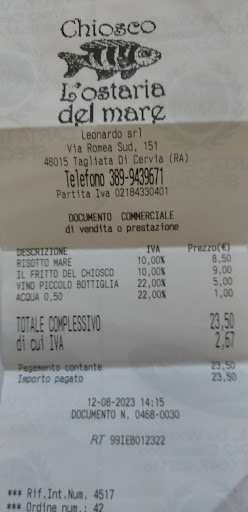 Chiosco
L'ostaria
del mare
Leonardo srl
Via Romea Sud, 151
48015 Tagliata Di Cervia (RA)
Telefono 389-9439671
Partita Iva 02184330401
DOCUMENTO COMMERCIALE
di vendita o prestazione
DESCRIZIONE IVA Prezzo(€)
RISOTTO MARE 10,00% 8,50
IL FRITTO DEL CHIOSCO 10,00% 9,00
VINO PICCOLO BOTTIGLIA 22,00% 5,00
ACQUA 0,50 22,00% 1,00
TOTALE COMPLESSIVO 23,50
di cui IVA 2,67
Pagamento contante 23,50
Importo pagato 23,50
12-08-2023 14:15
DOCUMENTO N. 0468-0030
RT 99IEB012322
*** Rif.Int.Num. 4517
*** Ordine num.: 42